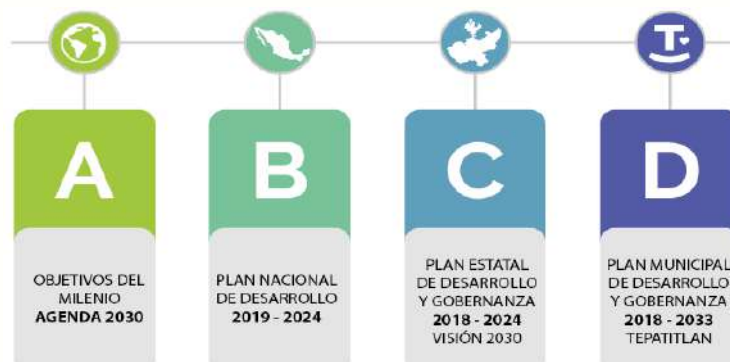 T
A
OBJETIVOS DEL
MILENIO
AGENDA 2030
B
PLAN NACIONAL
DE DESARROLLO
2019 - 2024
C
PLAN ESTATAL
DE DESARROLLO
Y GOBERNANZA
2018 - 2024
VISIÓN 2030
D
PLAN MUNICIPAL
DE DESARROLLO
Y GOBERNANZA
2018 - 2033
TEPATITLAN